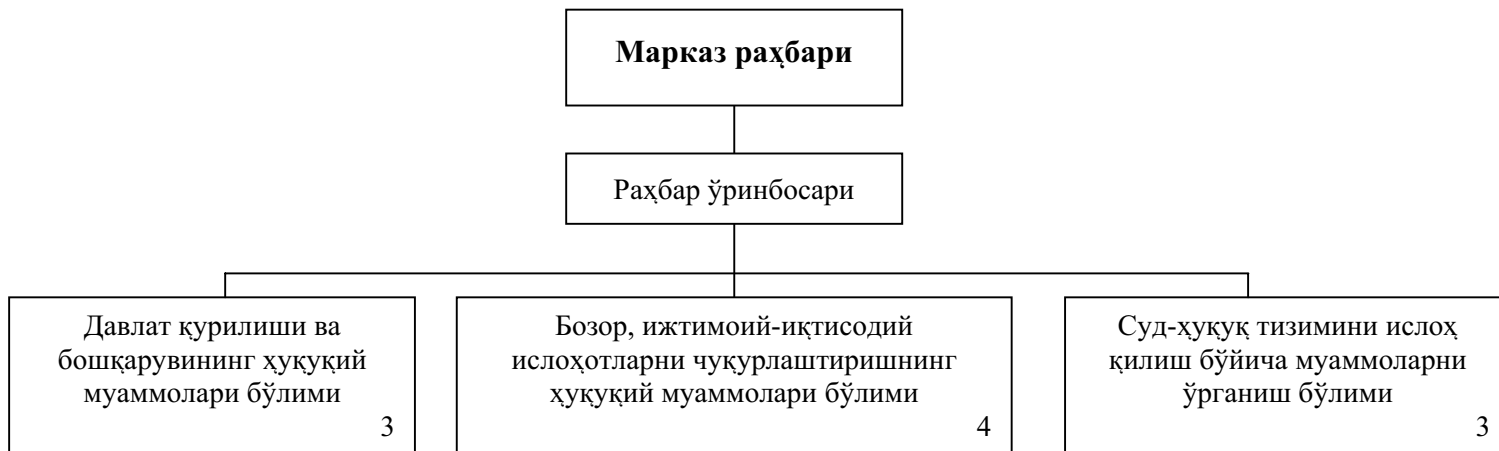 Марказ раҳбари
Раҳбар ўринбосари
Давлат қурилиши ва
бошқарувининг ҳуқуқий
муаммолари бўлими
3
Бозор, ижтимоий-иқтисодий
ислоҳотларни чуқурлаштиришнинг
ҳуқуқий муаммолари бўлими
4
Суд-ҳуқуқ тизимини ислоҳ
қилиш бўйича муаммоларни
ўрганиш бўлими
3